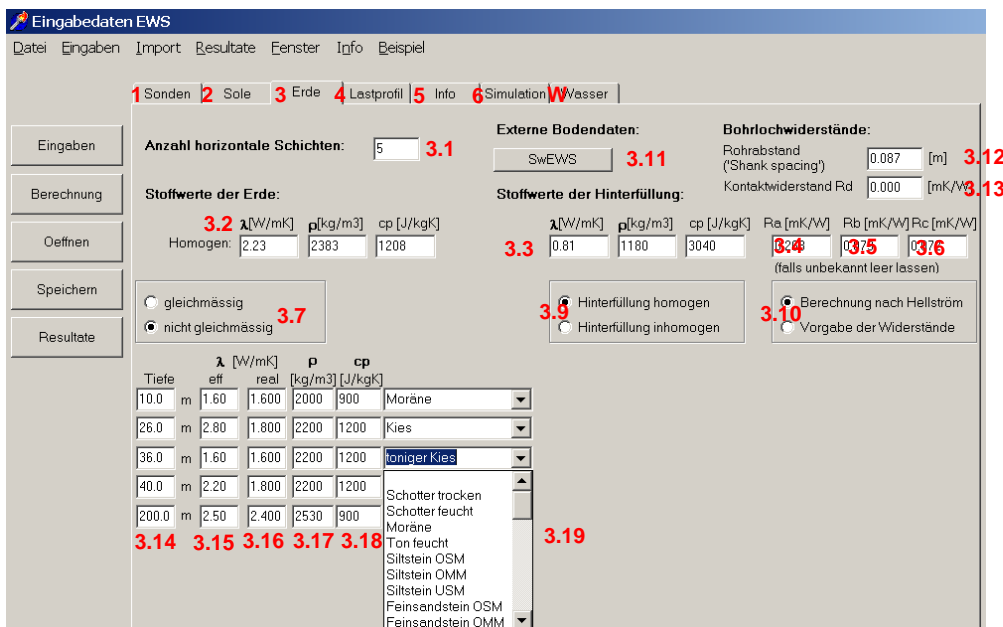 Eingabedaten EWS
Datei Eingaben Import Resultate Fenster Info Beispiel
1 Sonden 2 Sole 3 Erde 4 Lastprofil 5 Info 6 Simulation W Wasser
Eingaben
Berechnung
Oeffnen
Speichern
Resultate
Anzahl horizontale Schichten: 5 3.1
Externe Bodendaten:
SwEWS 3.11
Bohrlochwiderstände:
Rohrabstand
('Shank spacing') 0.087 [m] 3.12
Kontaktwiderstand Rd 0.000 [mK/W] 3.13
Stoffwerte der Erde:
3.2 λ[W/mK] ρ[kg/m3] cp [J/kgK]
Homogen: 2.23 2383 1208
Stoffwerte der Hinterfüllung:
λ[W/mK] ρ[kg/m3] cp [J/kgK] Ra [mK/W] Rb [mK/W] Rc [mK/W]
3.3 0.81 1180 3040 3.4 3.5 3.6
(falls unbekannt leer lassen)
gleichmässig
nicht gleichmässig
3.7
Hinterfüllung homogen
3.9
Hinterfüllung inhomogen
Berechnung nach Hellström
3.10
Vorgabe der Widerstände
λ [W/mK] ρ cp
Tiefe eff real [kg/m3] [J/kgK]
10.0 m 1.60 1.600 2000 900 Moräne
26.0 m 2.80 1.800 2200 1200 Kies
36.0 m 1.60 1.600 2200 1200 toniger Kies
40.0 m 2.20 1.800 2200 1200
200.0 m 2.50 2.400 2530 900
3.14 3.15 3.16 3.17 3.18
Schotter trocken
Schotter feucht
Moräne
Ton feucht
Siltstein OSM
Siltstein OMM
Siltstein USM
Feinsandstein OSM
Feinsandstein OMM
3.19